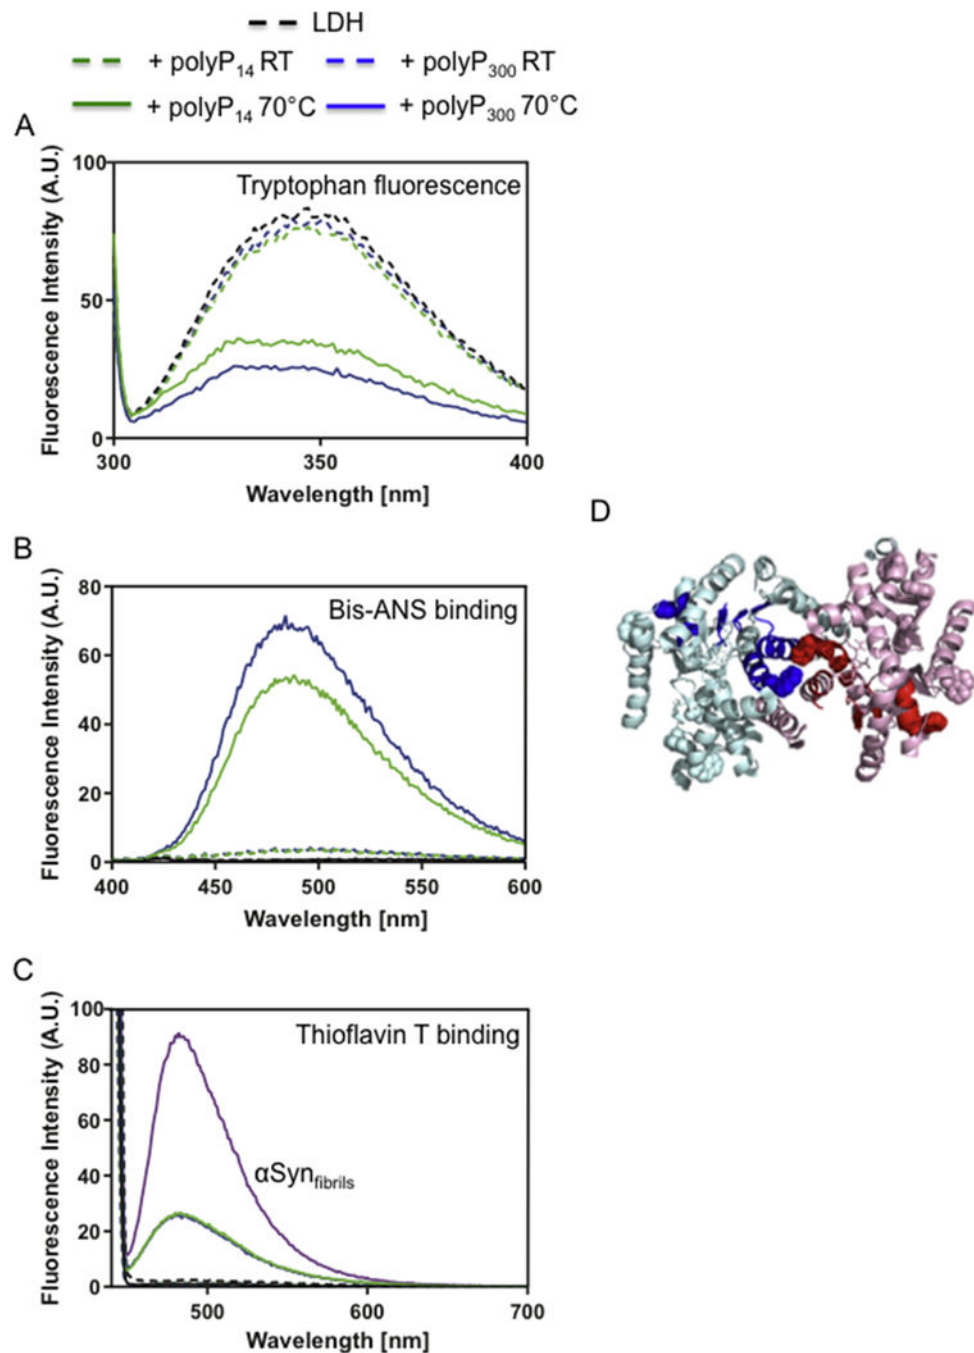 LDH
+ polyP14 RT
+ polyP300 RT
+ polyP14 70°C
+ polyP300 70°C
A
Tryptophan fluorescence
Fluorescence Intensity (A.U.)
100
50
0
300
350
400
Wavelength [nm]
B
Bis-ANS binding
Fluorescence Intensity (A.U.)
80
60
40
20
0
400
450
500
550
600
Wavelength [nm]
D
C
Thioflavin T binding
Fluorescence Intensity (A.U.)
100
80
60
40
20
0
αSynfibrils
500
600
700
Wavelength [nm]